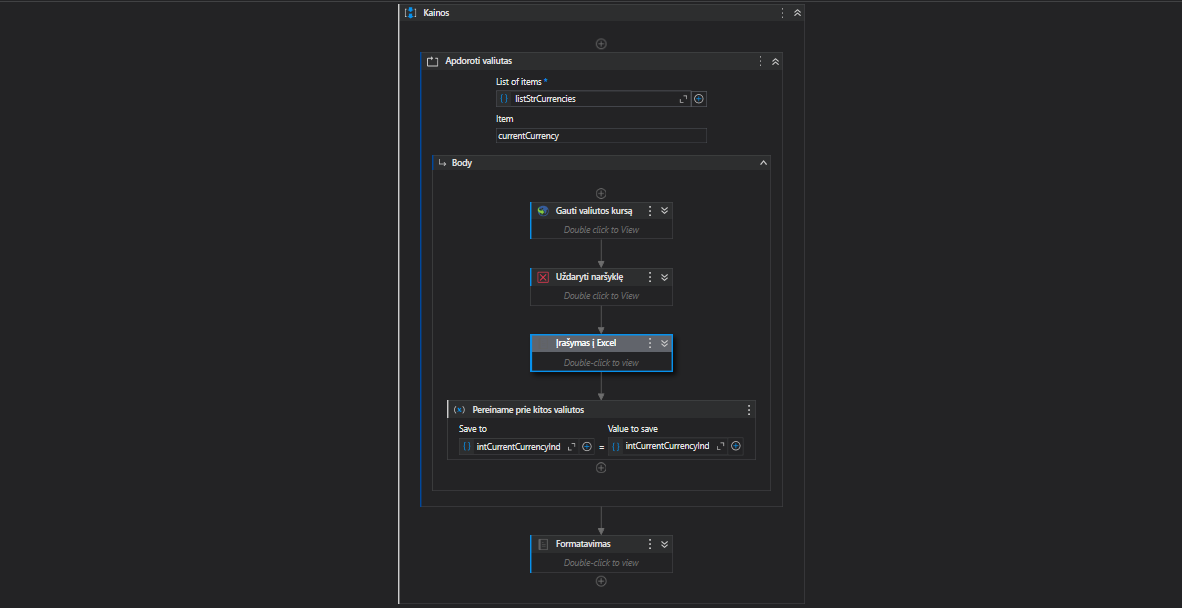 Kainos
Apdoroti valiutas
List of items *
listStrCurrencies
Item
currentCurrency
Body
Gauti valiutos kursą
Double click to View
Uždaryti naršyklę
Double click to View
Įrašymas į Excel
Double-click to view
Pereiname prie kitos valiutos
Save to
Value to save
intCurrentCurrencyInd = intCurrentCurrencyInd
Formatavimas
Double-click to view